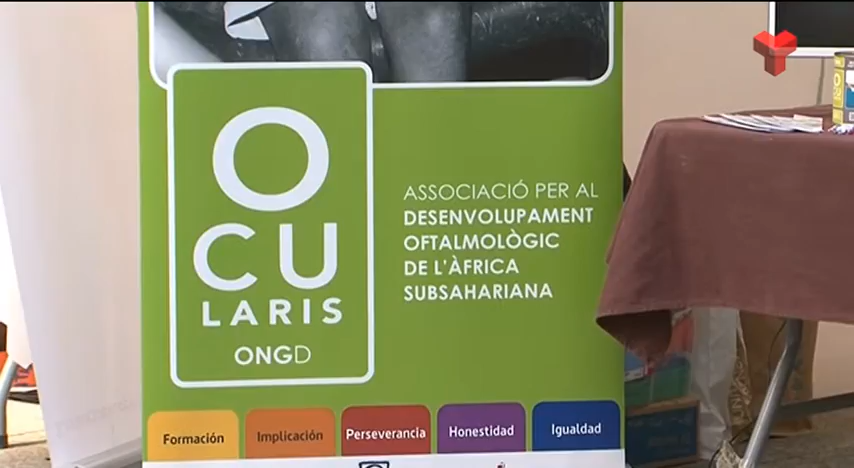 O
CU
LARIS
ONGD
ASSOCIACIÓ PER AL
DESENVOLUPAMENT
OFTALMOLÒGIC
DE L'ÀFRICA
SUBSAHARIANA
Formación
Implicación
Perseverancia
Honestidad
Igualdad